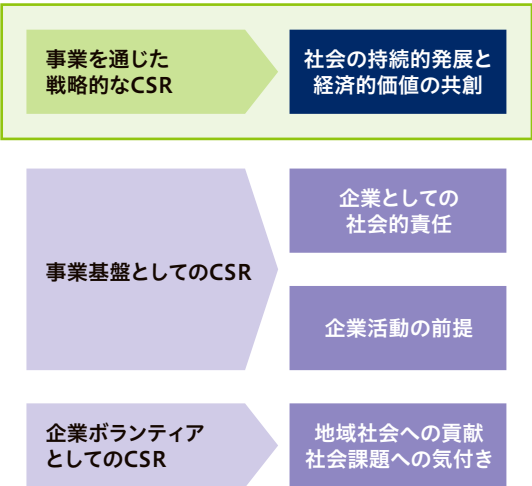 事業を通じた
戦略的なCSR
社会の持続的発展と
経済的価値の共創
事業基盤としてのCSR
企業としての
社会的責任
企業活動の前提
企業ボランティア
としてのCSR
地域社会への貢献
社会課題への気付き